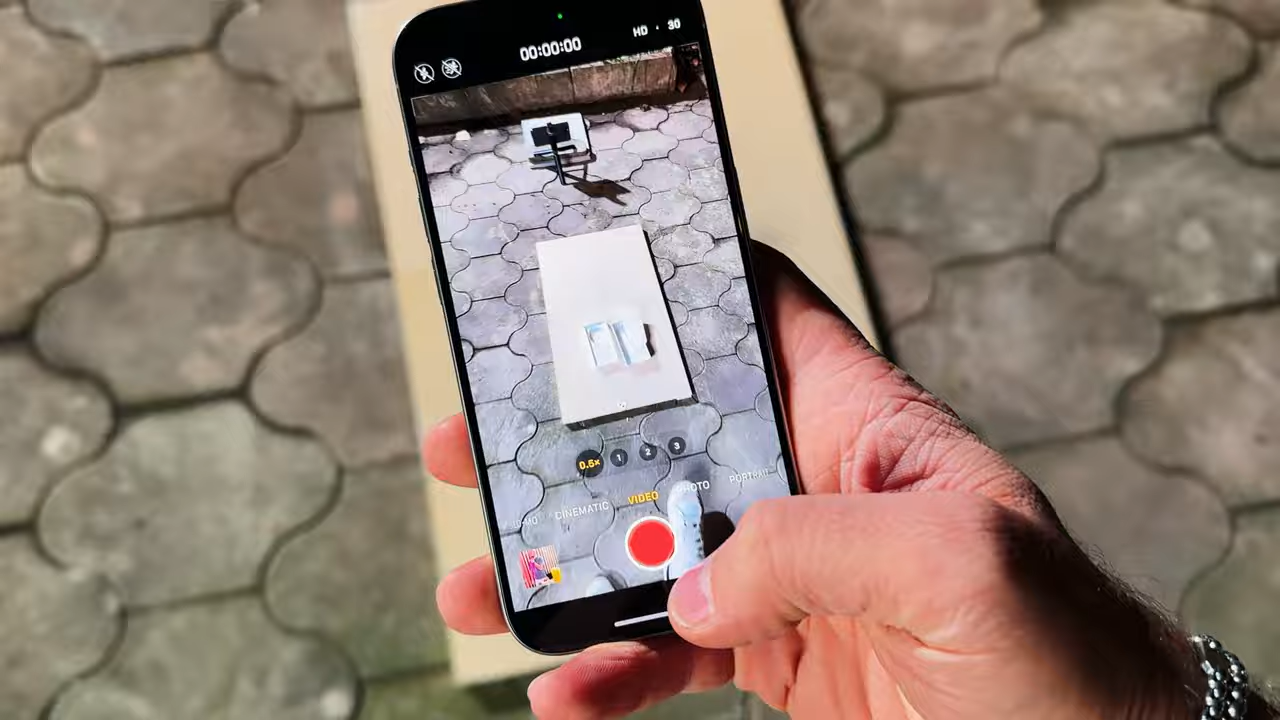 00:00:00
HD · 30
0.5×
1
2
3
CINEMATIC
VIDEO
PHOTO
PORTRAIT